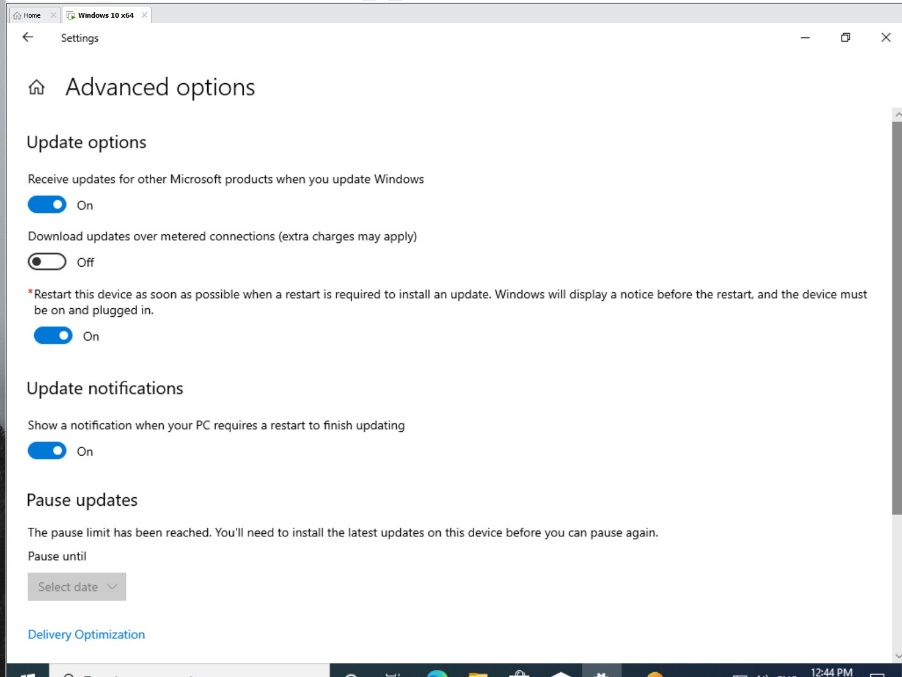 Home
Windows 10 x64
Settings
Advanced options
Update options
Receive updates for other Microsoft products when you update Windows
On
Download updates over metered connections (extra charges may apply)
Off
*Restart this device as soon as possible when a restart is required to install an update. Windows will display a notice before the restart, and the device must
be on and plugged in.
On
Update notifications
Show a notification when your PC requires a restart to finish updating
On
Pause updates
The pause limit has been reached. You'll need to install the latest updates on this device before you can pause again.
Pause until
Select date
Delivery Optimization
12:44 PM